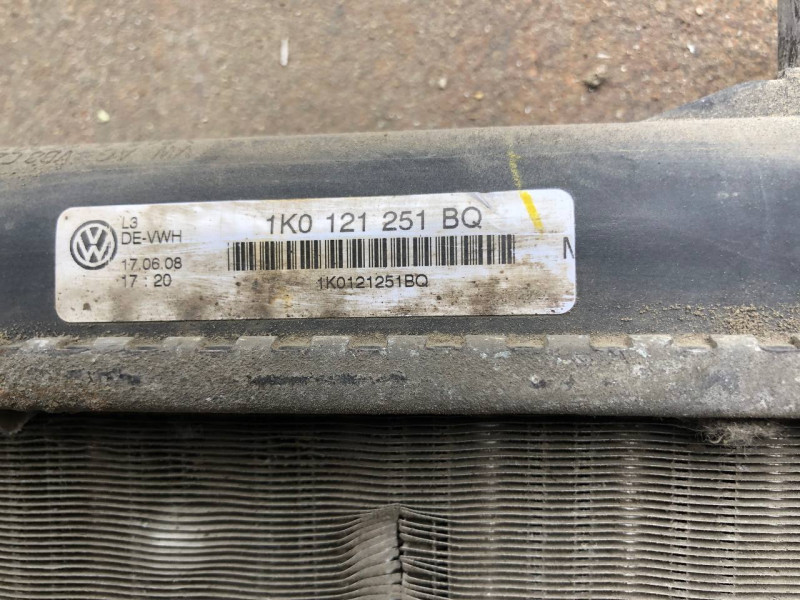 L3
DE-VWH
17.06.08
17 : 20
1K0 121 251 BQ
1K0121251BQ
N